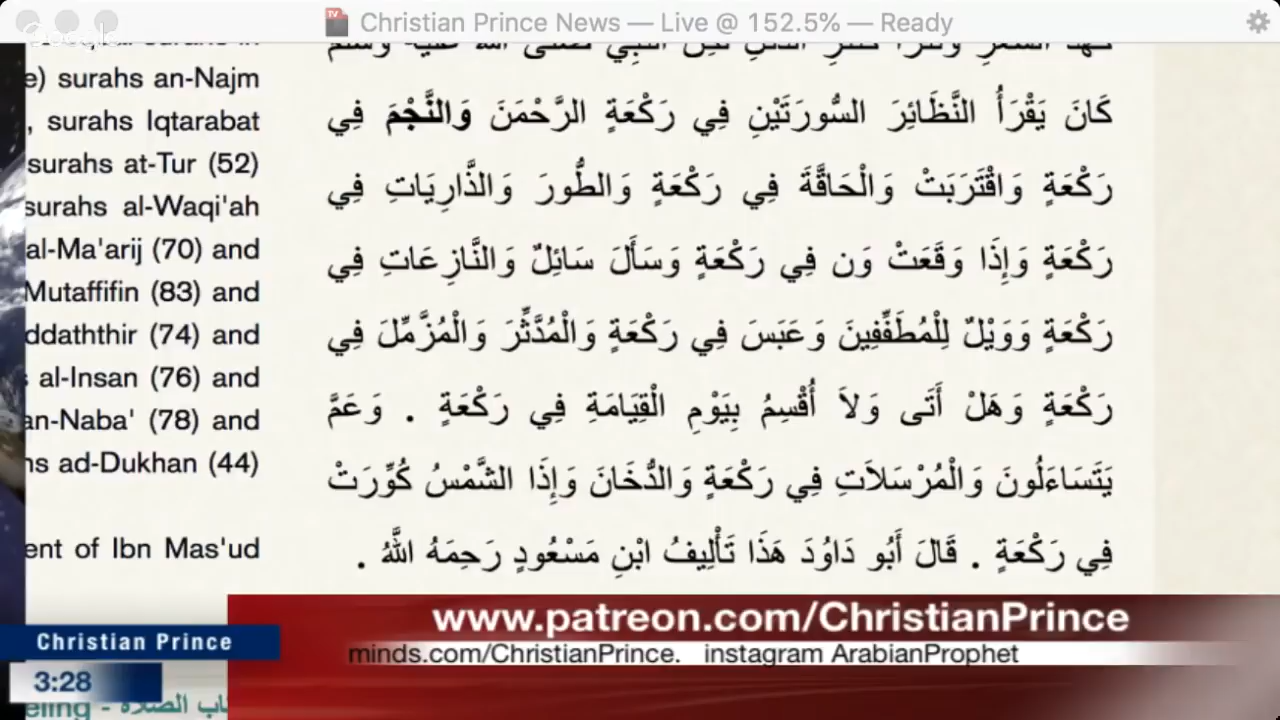 Christian Prince News — Live @ 152.5% — Ready
Google
surahs in
e) surahs an-Najm
, surahs Iqtarabat
surahs at-Tur (52)
surahs al-Waqi'ah
al-Ma'arij (70) and
Mutaffifin (83) and
ddaththir (74) and
al-Insan (76) and
an-Naba' (78) and
ns ad-Dukhan (44)
ent of Ibn Mas'ud
كَانَ يَقْرَأُ النَّظَائِرَ السُّورَتَيْنِ فِي رَكْعَةٍ الرَّحْمَنَ وَالنَّجْمَ فِي
رَكْعَةٍ وَاقْتَرَبَتْ وَالْحَاقَّةَ فِي رَكْعَةٍ وَالطُّورَ وَالذَّارِيَاتِ فِي
رَكْعَةٍ وَإِذَا وَقَعَتْ وَن فِي رَكْعَةٍ وَسَأَلَ سَائِلٌ وَالنَّازِعَاتِ فِي
رَكْعَةٍ وَوَيْلٌ لِلْمُطَفِّفِينَ وَعَبَسَ فِي رَكْعَةٍ وَالْمُدَّثِّرَ وَالْمُزَّمِّلَ فِي
رَكْعَةٍ وَهَلْ أَتَى وَلاَ أُقْسِمُ بِيَوْمِ الْقِيَامَةِ فِي رَكْعَةٍ . وَعَمَّ
يَتَسَاءَلُونَ وَالْمُرْسَلاَتِ فِي رَكْعَةٍ وَالدُّخَانَ وَإِذَا الشَّمْسُ كُوِّرَتْ
فِي رَكْعَةٍ . قَالَ أَبُو دَاوُدَ هَذَا تَأْلِيفُ ابْنِ مَسْعُودٍ رَحِمَهُ اللَّهُ .
www.patreon.com/ChristianPrince
Christian Prince
minds.com/ChristianPrince. instagram ArabianProphet
3:28